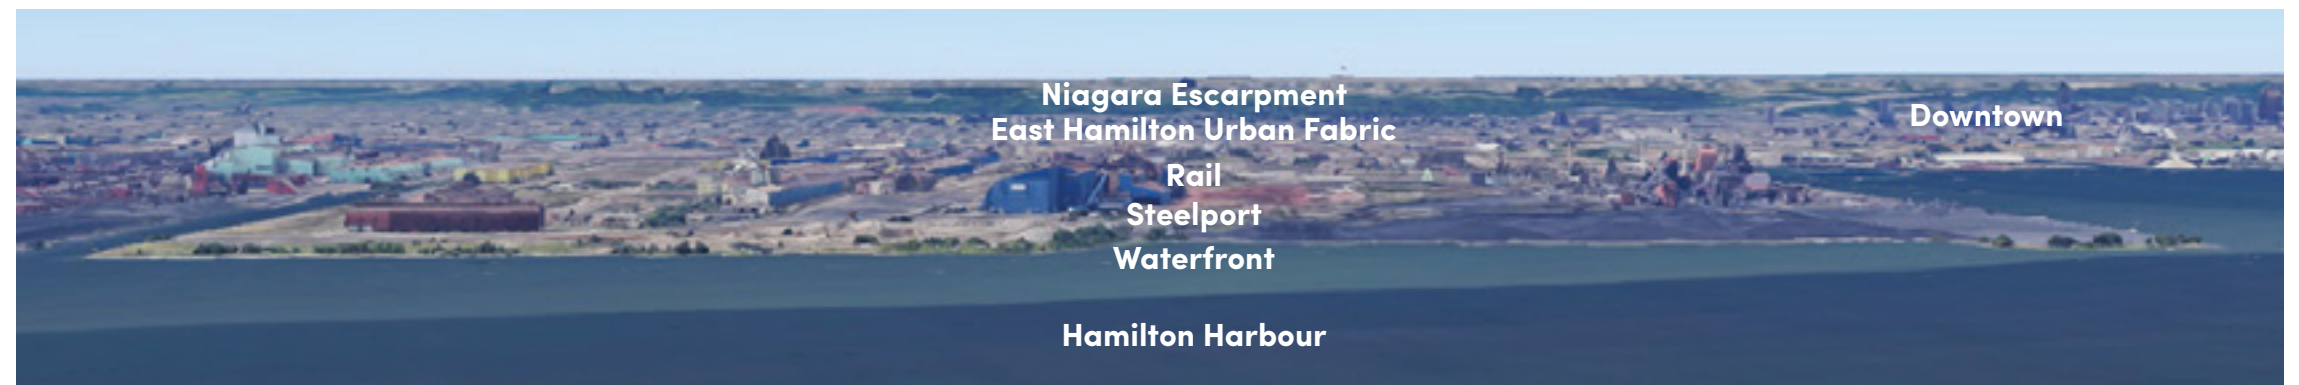 Niagara Escarpment
East Hamilton Urban Fabric
Downtown
Rail
Steelport
Waterfront
Hamilton Harbour